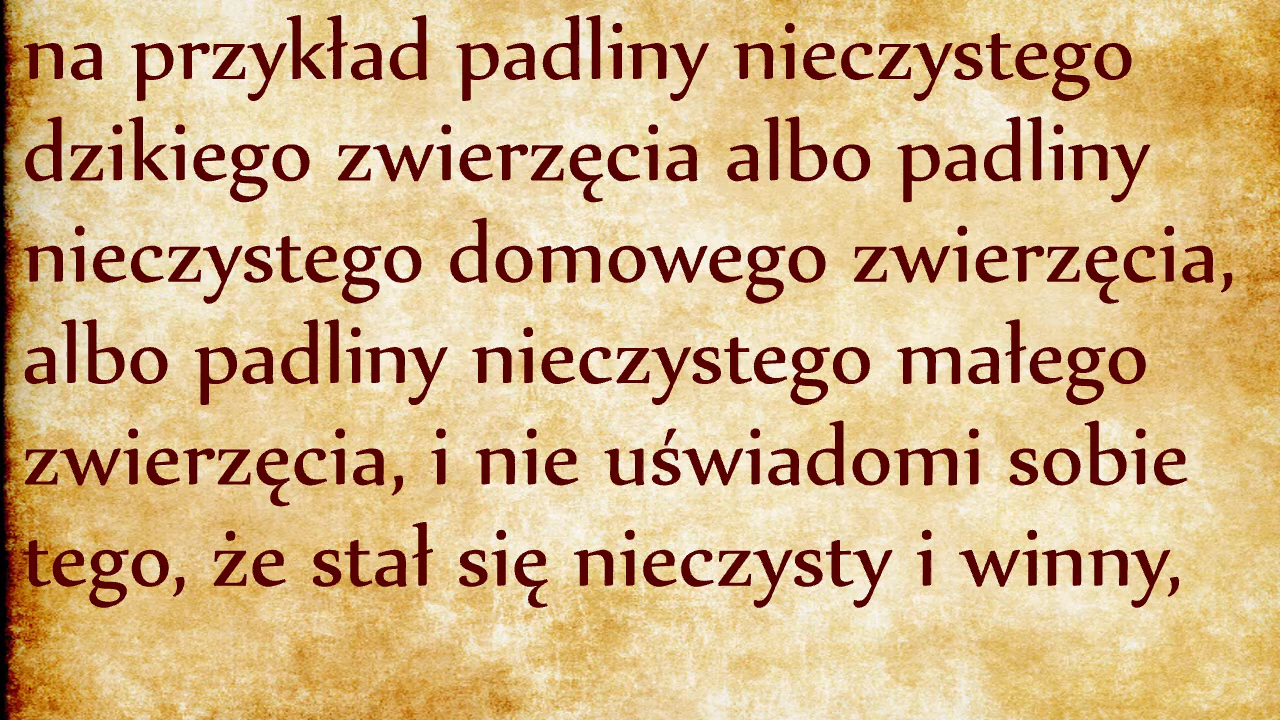 na przykład padliny nieczystego
dzikiego zwierzęcia albo padliny
nieczystego domowego zwierzęcia,
albo padliny nieczystego małego
zwierzęcia, i nie uświadomi sobie
tego, że stał się nieczysty i winny,